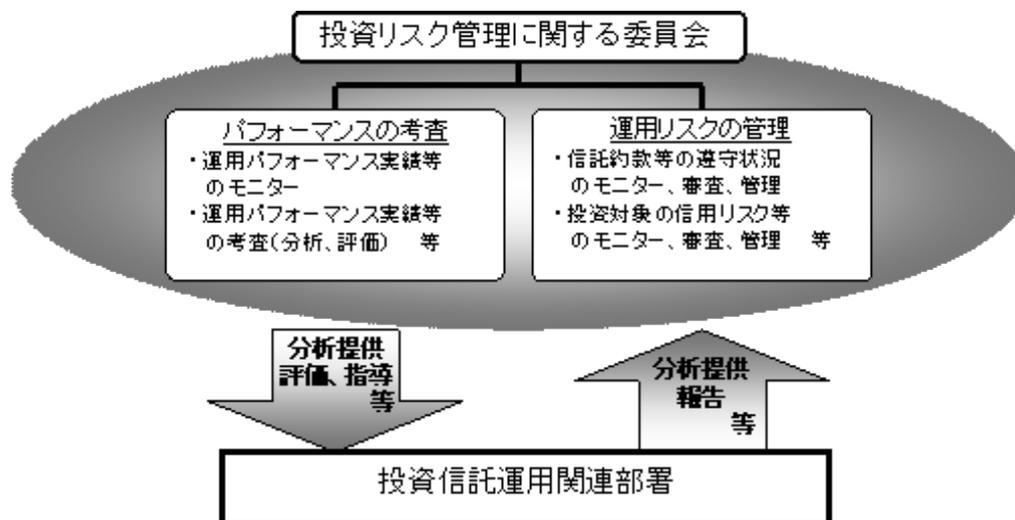 投資リスク管理に関する委員会
パフォーマンスの考査
・運用パフォーマンス実績等
のモニター
・運用パフォーマンス実績等
の考査(分析、評価) 等
運用リスクの管理
・信託約款等の遵守状況
のモニター、審査、管理
・投資対象の信用リスク等
のモニター、審査、管理 等
分析提供
評価、指導
等
分析提供
報告
等
投資信託運用関連部署